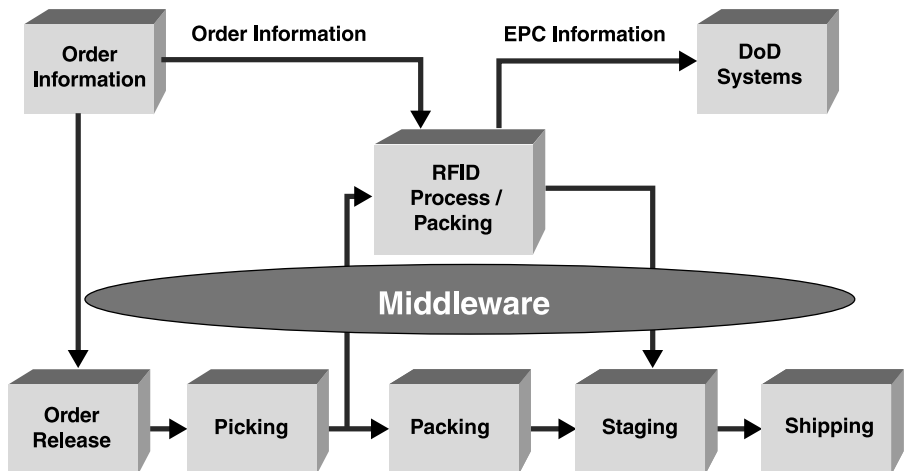 Order
Information
Order Information
EPC Information
DoD
Systems
RFID
Process /
Packing
Middleware
Order
Release
Picking
Packing
Staging
Shipping